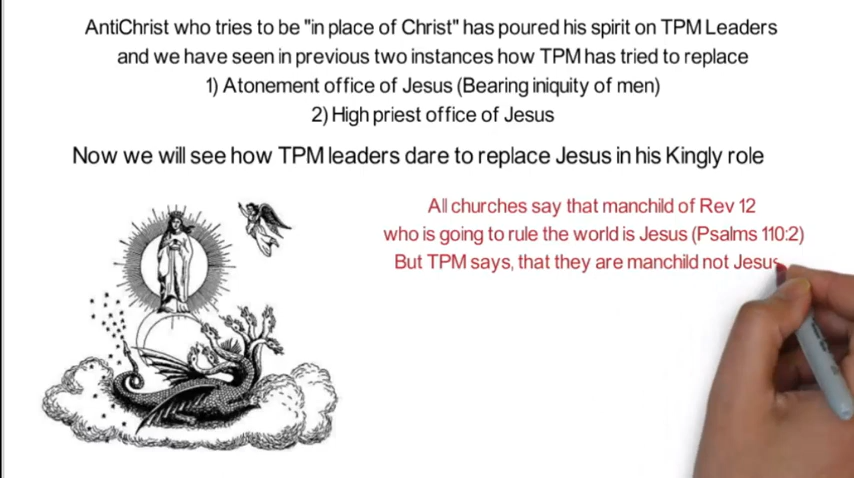 AntiChrist who tries to be "in place of Christ" has poured his spirit on TPM Leaders
and we have seen in previous two instances how TPM has tried to replace
1) Atonement office of Jesus (Bearing iniquity of men)
2) High priest office of Jesus
Now we will see how TPM leaders dare to replace Jesus in his Kingly role
All churches say that manchild of Rev 12
who is going to rule the world is Jesus (Psalms 110:2)
But TPM says, that they are manchild not Jesus